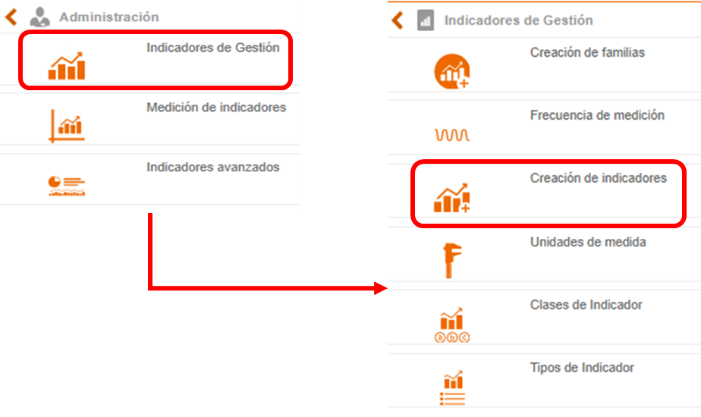 Administración
Indicadores de Gestión
Medición de indicadores
Indicadores avanzados
Indicadores de Gestión
Creación de familias
Frecuencia de medición
Creación de indicadores
Unidades de medida
Clases de Indicador
a b c
Tipos de Indicador